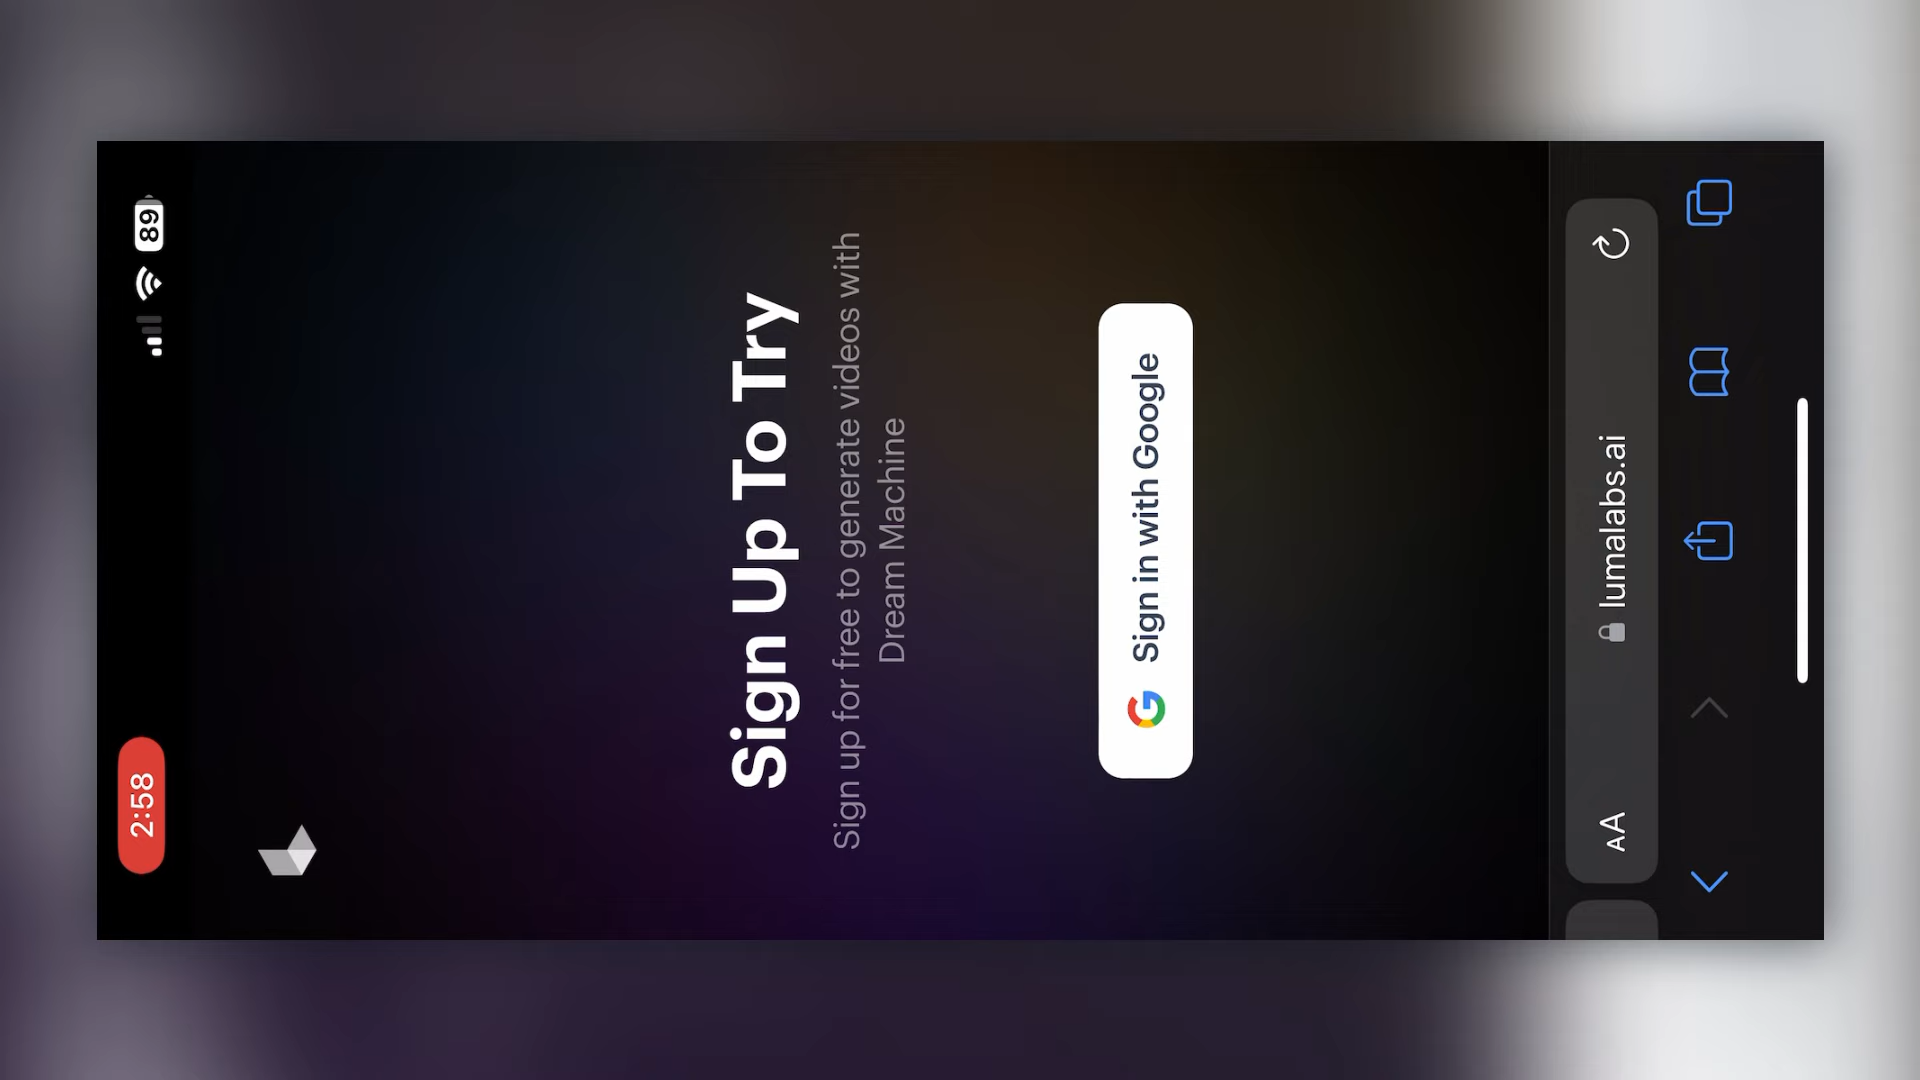 2:58
89
Sign Up To Try
Sign up for free to generate videos with
Dream Machine
Sign in with Google
AA
lumalabs.ai